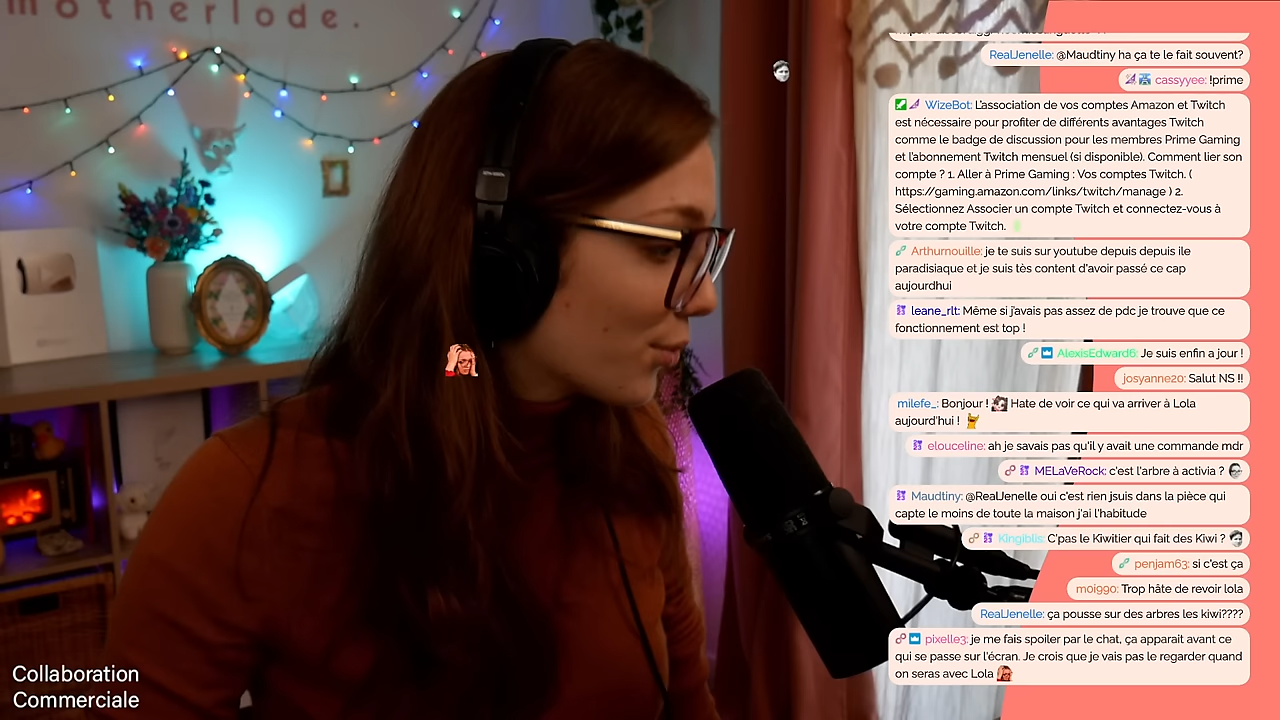 motherlode.
RealJenelle: @Maudtiny ha ça te le fait souvent?
cassyyee: !prime
WizeBot: L'association de vos comptes Amazon et Twitch
est nécessaire pour profiter de différents avantages Twitch
comme le badge de discussion pour les membres Prime Gaming
et l'abonnement Twitch mensuel (si disponible). Comment lier son
compte ? 1. Aller à Prime Gaming : Vos comptes Twitch. (
https://gaming.amazon.com/links/twitch/manage ) 2.
Sélectionnez Associer un compte Twitch et connectez-vous à
votre compte Twitch.
Arthurnouille: je te suis sur youtube depuis depuis ile
paradisiaque et je suis tès content d'avoir passé ce cap
aujourdhui
leane_rlt: Même si j'avais pas assez de pdc je trouve que ce
fonctionnement est top !
AlexisEdward6: Je suis enfin a jour !
josyanne20: Salut NS !!
milefe_: Bonjour ! Hate de voir ce qui va arriver à Lola
aujourd'hui !
elouceline: ah je savais pas qu'il y avait une commande mdr
MELaVeRock: c'est l'arbre à activia ?
Maudtiny: @RealJenelle oui c'est rien jsuis dans la pièce qui
capte le moins de toute la maison j'ai l'habitude
Kingiblis: C'pas le Kiwitier qui fait des Kiwi ?
penjam63: si c'est ça
moi990: Trop hâte de revoir lola
RealJenelle: ça pousse sur des arbres les kiwi????
pixelle3: je me fais spoiler par le chat, ça apparait avant ce
qui se passe sur l'écran. Je crois que je vais pas le regarder quand
on seras avec Lola
Collaboration
Commerciale